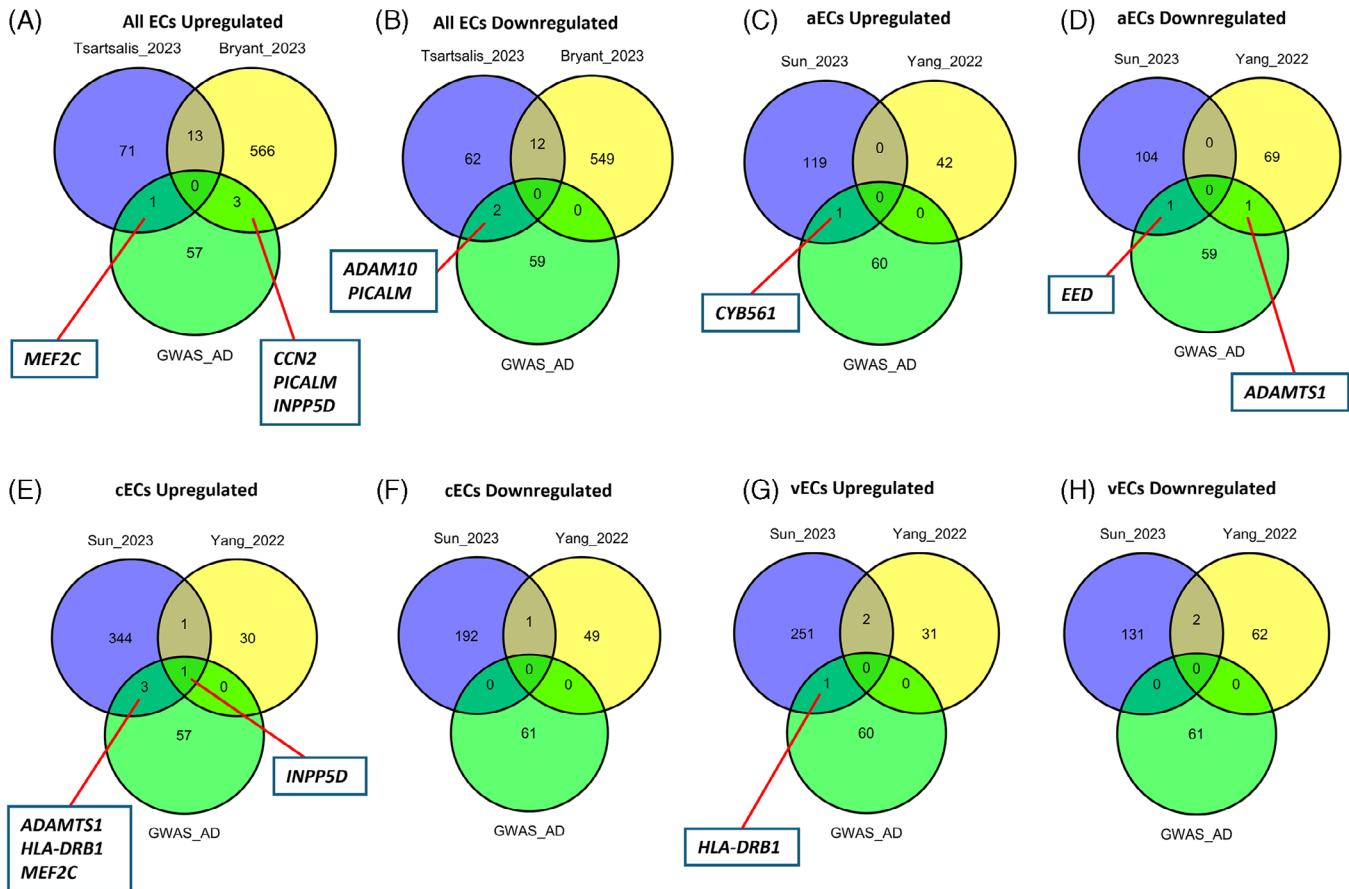 (A)
All ECs Upregulated
Tsartsalis_2023
Bryant_2023
71
13
566
0
1
3
57
MEF2C
GWAS_AD
CCN2
PICALM
INPP5D
(B)
All ECs Downregulated
Tsartsalis_2023
Bryant_2023
62
12
549
0
2
0
59
ADAM10
PICALM
GWAS_AD
(C)
aECs Upregulated
Sun_2023
Yang_2022
119
0
42
0
1
0
60
CYB561
GWAS_AD
(D)
aECs Downregulated
Sun_2023
Yang_2022
104
0
69
0
1
1
59
EED
GWAS_AD
ADAMTS1
(E)
cECs Upregulated
Sun_2023
Yang_2022
344
1
30
1
3
0
57
INPP5D
ADAMTS1
HLA-DRB1
MEF2C
GWAS_AD
(F)
cECs Downregulated
Sun_2023
Yang_2022
192
1
49
0
0
0
61
GWAS_AD
(G)
vECs Upregulated
Sun_2023
Yang_2022
251
2
31
0
1
0
60
HLA-DRB1
GWAS_AD
(H)
vECs Downregulated
Sun_2023
Yang_2022
131
2
62
0
0
0
61
GWAS_AD